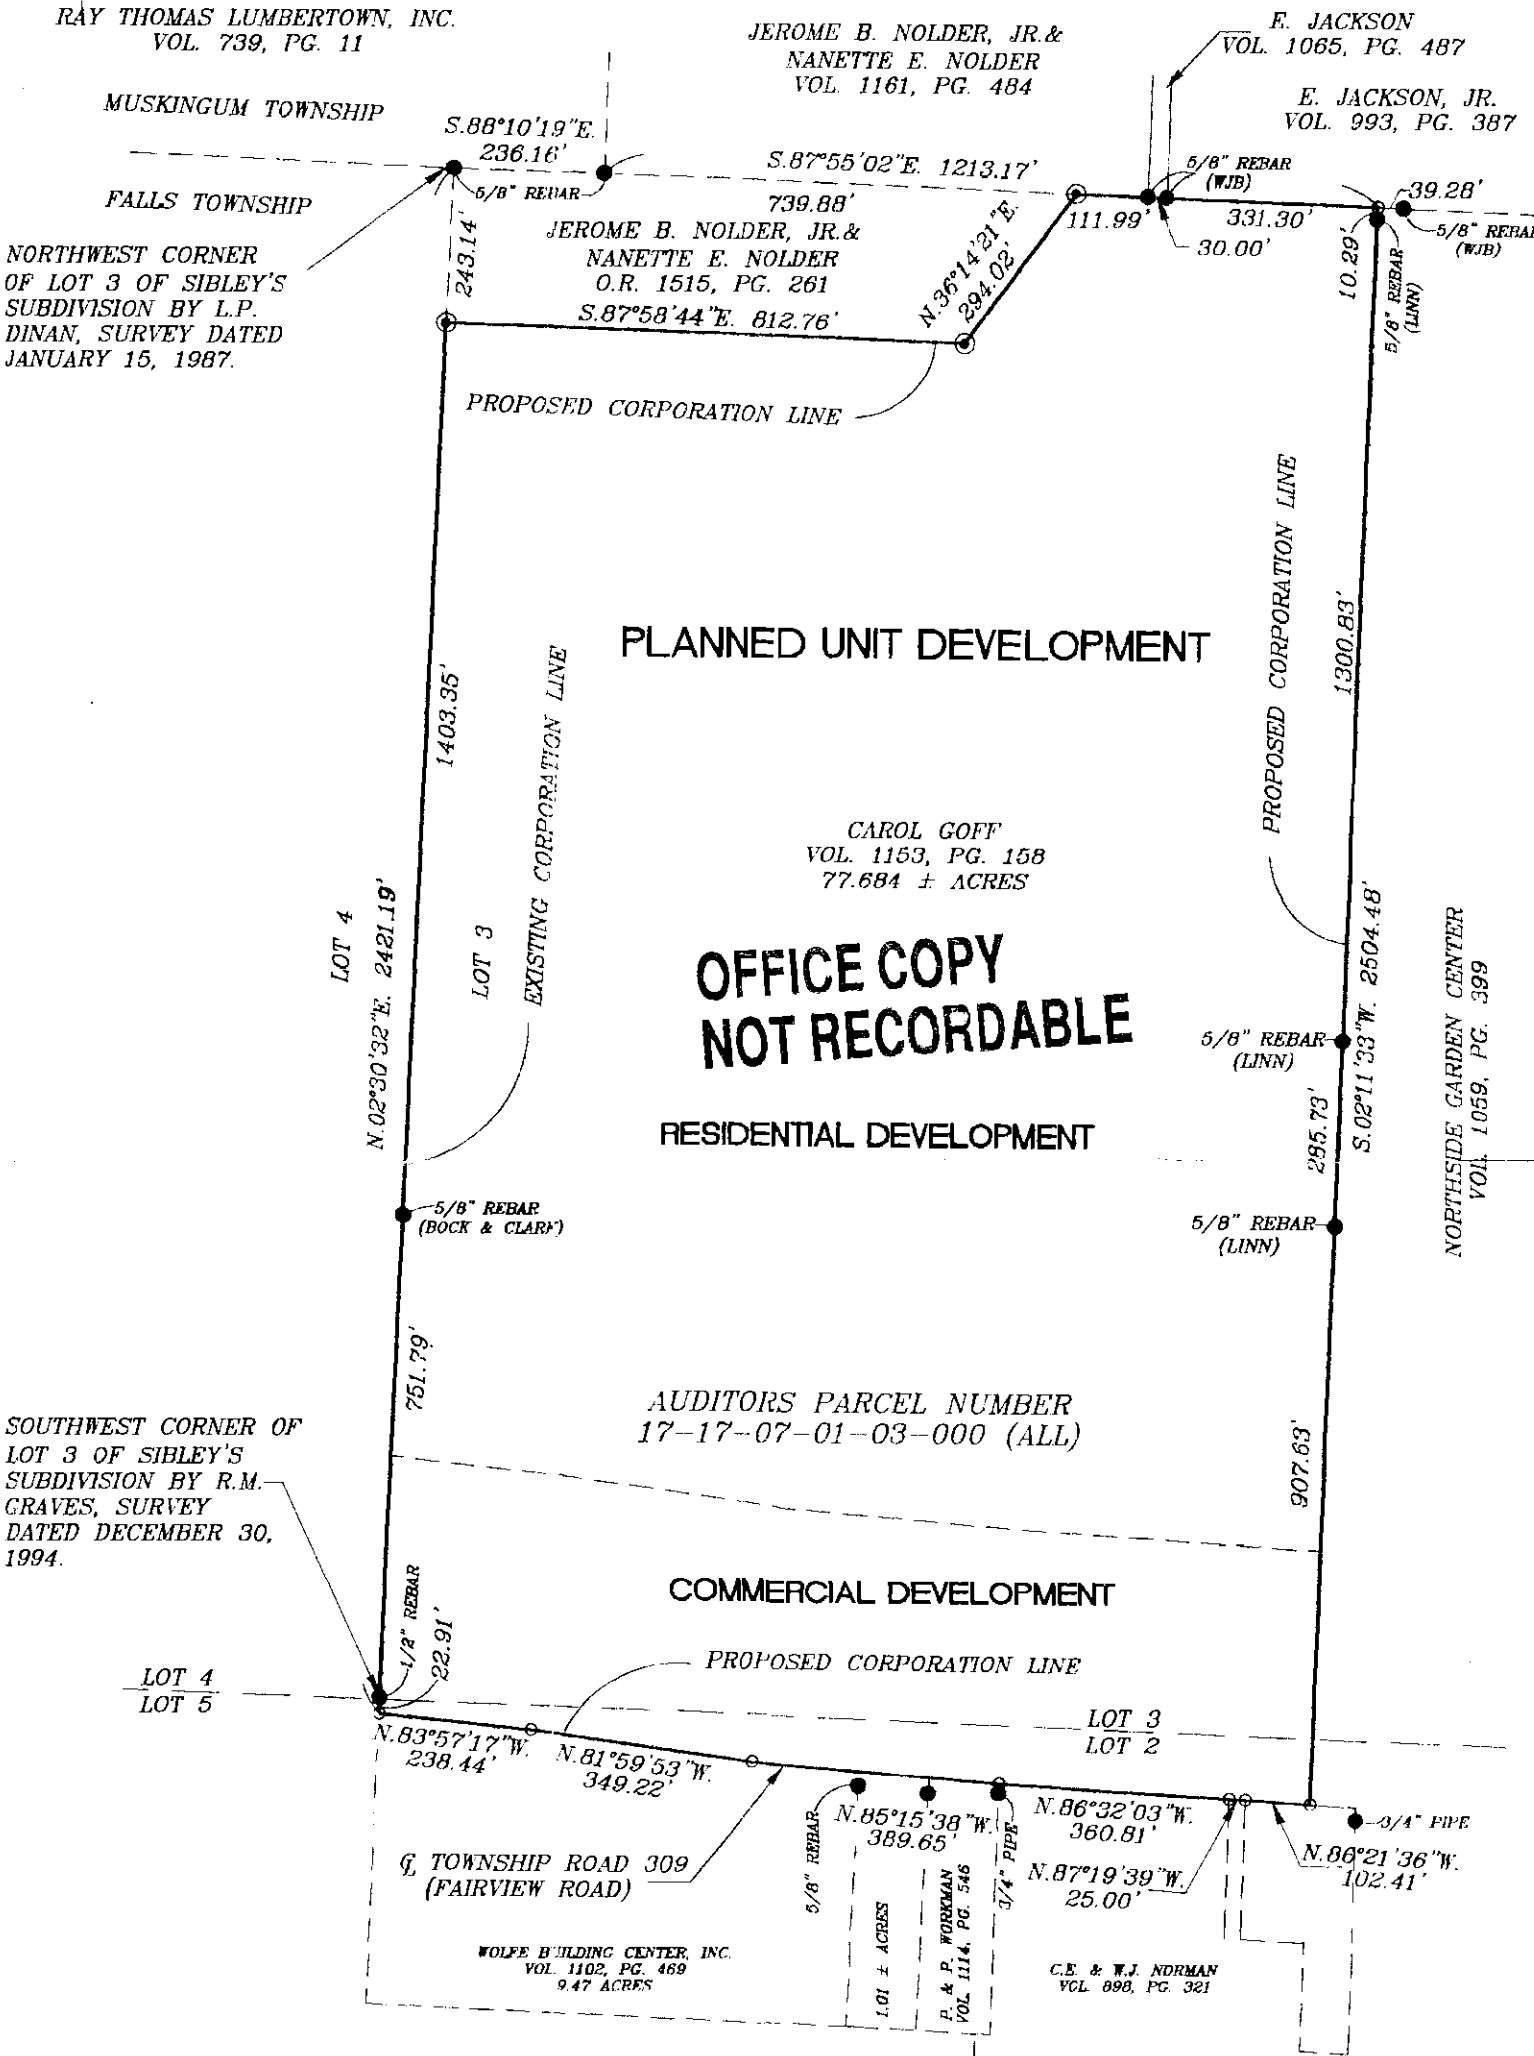 RAY THOMAS LUMBERTOWN, INC.
VOL. 739, PG. 11
JEROME B. NOLDER, JR.&
NANETTE E. NOLDER
VOL. 1161, PG. 484
E. JACKSON
VOL. 1065, PG. 487
E. JACKSON, JR.
VOL. 993, PG. 387
MUSKINGUM TOWNSHIP
FALLS TOWNSHIP
S.88°10'19"E.
236.16'
5/8" REBAR
S.87°55'02"E. 1213.17'
739.88'
5/8" REBAR
(WJB)
111.99'
30.00'
331.30'
39.28'
5/8" REBAR
(WJB)
10.29'
5/8" REBAR
(LINN)
243.14'
JEROME B. NOLDER, JR.&
NANETTE E. NOLDER
O.R. 1515, PG. 261
S.87°58'44"E. 812.76'
N.36°14'21"E.
294.02'
NORTHWEST CORNER
OF LOT 3 OF SIBLEY'S
SUBDIVISION BY L.P.
DINAN, SURVEY DATED
JANUARY 15, 1987.
PROPOSED CORPORATION LINE
PROPOSED CORPORATION LINE
1300.83'
PLANNED UNIT DEVELOPMENT
1403.35'
EXISTING CORPORATION LINE
CAROL GOFF
VOL. 1153, PG. 158
77.684 ± ACRES
LOT 4
N.02°30'32"E. 2421.19'
LOT 3
OFFICE COPY
NOT RECORDABLE
5/8" REBAR
(LINN)
S.02°11'33"W. 2504.48'
285.73'
NORTHSIDE GARDEN CENTER
VOL. 1059, PG. 399
RESIDENTIAL DEVELOPMENT
5/8" REBAR
(BOCK & CLARK)
5/8" REBAR
(LINN)
751.79'
AUDITORS PARCEL NUMBER
17-17-07-01-03-000 (ALL)
907.63'
SOUTHWEST CORNER OF
LOT 3 OF SIBLEY'S
SUBDIVISION BY R.M.
GRAVES, SURVEY
DATED DECEMBER 30,
1994.
COMMERCIAL DEVELOPMENT
1/2" REBAR
22.91'
PROPOSED CORPORATION LINE
LOT 4
LOT 5
LOT 3
LOT 2
N.83°57'17"W.
238.44'
N.81°59'53"W.
349.22'
N.85°15'38"W.
389.65'
N.86°32'03"W.
360.81'
N.87°19'39"W.
25.00'
N.86°21'36"W.
102.41'
3/4" PIPE
5/8" REBAR
3/4" PIPE
℄ TOWNSHIP ROAD 309
(FAIRVIEW ROAD)
WOLFE BUILDING CENTER, INC.
VOL. 1102, PG. 469
9.47 ACRES
1.01 ± ACRES
P. & P. WORKMAN
VOL. 1114, PG. 546
C.E. & W.J. NORMAN
VOL. 898, PG. 321